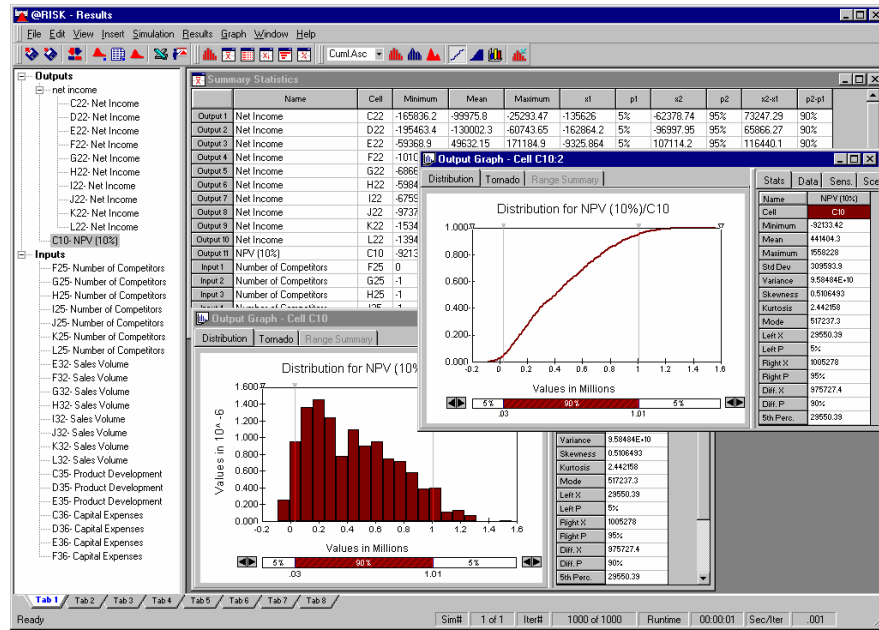 @RISK - Results
File Edit View Insert Simulation Results Graph Window Help
Cuml.Asc
Outputs
net income
C22- Net Income
D22- Net Income
E22- Net Income
F22- Net Income
G22- Net Income
H22- Net Income
I22- Net Income
J22- Net Income
K22- Net Income
L22- Net Income
C10- NPV (10%)
Inputs
F25- Number of Competitors
G25- Number of Competitors
H25- Number of Competitors
I25- Number of Competitors
J25- Number of Competitors
K25- Number of Competitors
L25- Number of Competitors
E32- Sales Volume
F32- Sales Volume
G32- Sales Volume
H32- Sales Volume
I32- Sales Volume
J32- Sales Volume
K32- Sales Volume
L32- Sales Volume
C35- Product Development
D35- Product Development
E35- Product Development
C36- Capital Expenses
D36- Capital Expenses
E36- Capital Expenses
F36- Capital Expenses
Summary Statistics
Name Cell Minimum Mean Maximum x1 p1 x2 p2 x2-x1 p2-p1
Output 1 Net Income C22 -165836.2 -99975.8 -25293.47 -135626 5% -62378.74 95% 73247.29 90%
Output 2 Net Income D22 -195463.4 -130002.3 -60743.65 -162864.2 5% -96997.95 95% 65866.27 90%
Output 3 Net Income E22 -59368.9 49632.15 171184.9 -9325.864 5% 107114.2 95% 116440.1 90%
Output 4 Net Income F22 -1010
Output 5 Net Income G22 -6866
Output 6 Net Income H22 -5984
Output 7 Net Income I22 -6759
Output 8 Net Income J22 -9737
Output 9 Net Income K22 -1534
Output 10 Net Income L22 -1394
Output 11 NPV (10%) C10 -9213
Input 1 Number of Competitors F25 0
Input 2 Number of Competitors G25 -1
Input 3 Number of Competitors H25 -1
Output Graph - Cell C10:2
Distribution Tornado Range Summary
Distribution for NPV (10%)/C10
1.000
0.800
0.600
0.400
0.200
0.000
-0.2 0 0.2 0.4 0.6 0.8 1 1.2 1.4 1.6
Values in Millions
5% 90% 5%
.03 1.01
Stats Data Sens. Sce
Name NPV (10%)
Cell C10
Minimum -92133.42
Mean 441404.3
Maximum 1558228
Std Dev 309593.9
Variance 9.58484E+10
Skewness 0.5106493
Kurtosis 2.442158
Mode 517237.3
Left X 29550.39
Left P 5%
Right X 1005278
Right P 95%
Diff. X 975727.4
Diff. P 90%
5th Perc. 29550.39
Output Graph - Cell C10
Distribution Tornado Range Summary
Distribution for NPV (10%
Values in 10^ -6
1.600
1.400
1.200
1.000
0.800
0.600
0.400
0.200
0.000
-0.2 0 0.2 0.4 0.6 0.8 1 1.2 1.4 1.6
Values in Millions
5% 90% 5%
.03 1.01
Variance 9.58484E+10
Skewness 0.5106493
Kurtosis 2.442158
Mode 517237.3
Left X 29550.39
Left P 5%
Right X 1005278
Right P 95%
Diff. X 975727.4
Diff. P 90%
5th Perc. 29550.39
Tab 1 Tab 2 Tab 3 Tab 4 Tab 5 Tab 6 Tab 7 Tab 8
Ready Sim# 1 of 1 Iter# 1000 of 1000 Runtime 00:00:01 Sec/Iter .001